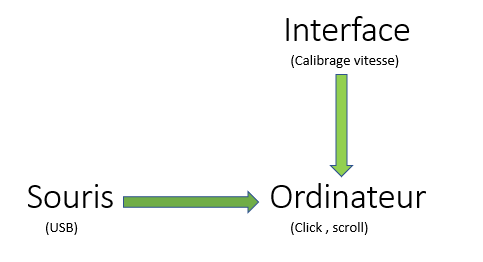 Interface
(Calibrage vitesse)
Souris
(USB)
Ordinateur
(Click , scroll)